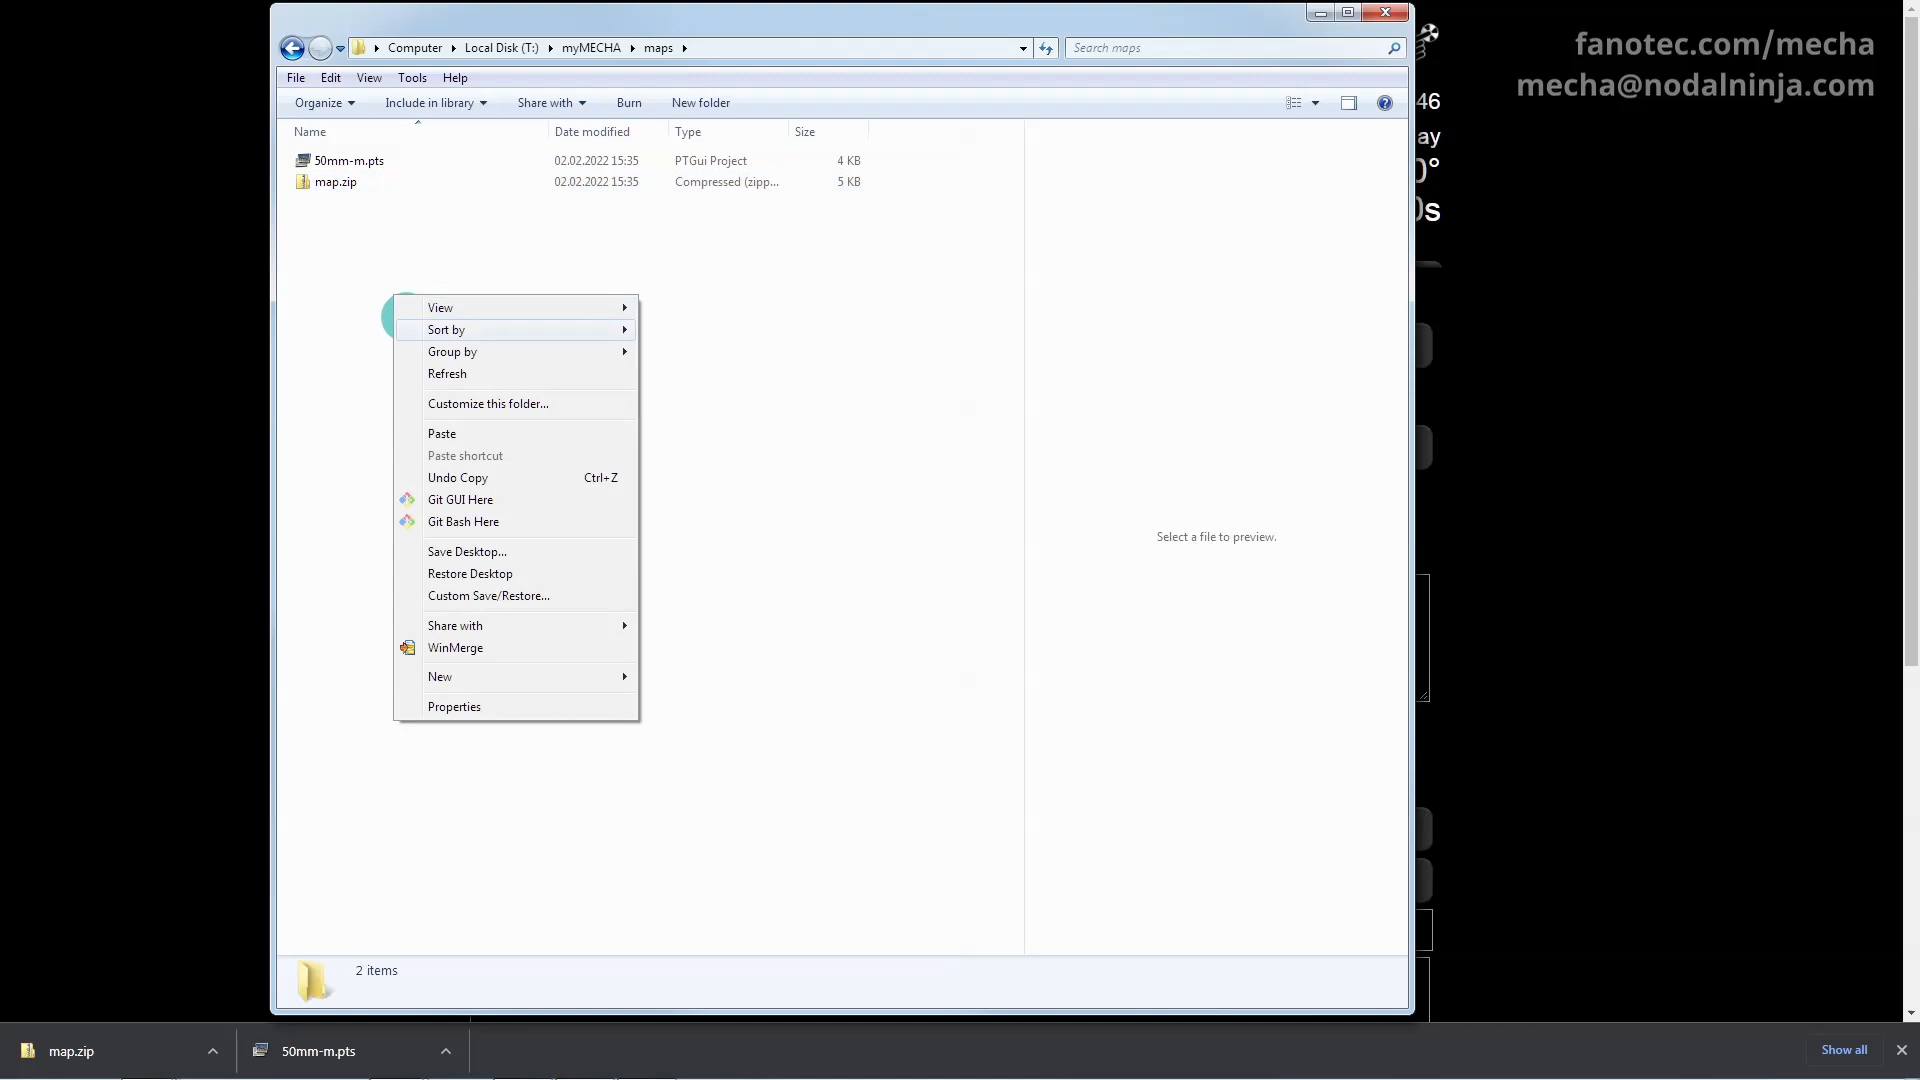 fanotec.com/mecha
mecha@nodalninja.com
Computer Local Disk (T:) myMECHA maps
Search maps
File Edit View Tools Help
Organize Include in library Share with Burn New folder
Name Date modified Type Size
50mm-m.pts 02.02.2022 15:35 PTGui Project 4 KB
map.zip 02.02.2022 15:35 Compressed (zipp... 5 KB
46
ay
0°
0s
View
Sort by
Group by
Refresh
Customize this folder...
Paste
Paste shortcut
Undo Copy Ctrl+Z
Git GUI Here
Git Bash Here
Save Desktop...
Restore Desktop
Custom Save/Restore...
Share with
WinMerge
New
Properties
Select a file to preview.
2 items
map.zip
50mm-m.pts
Show all